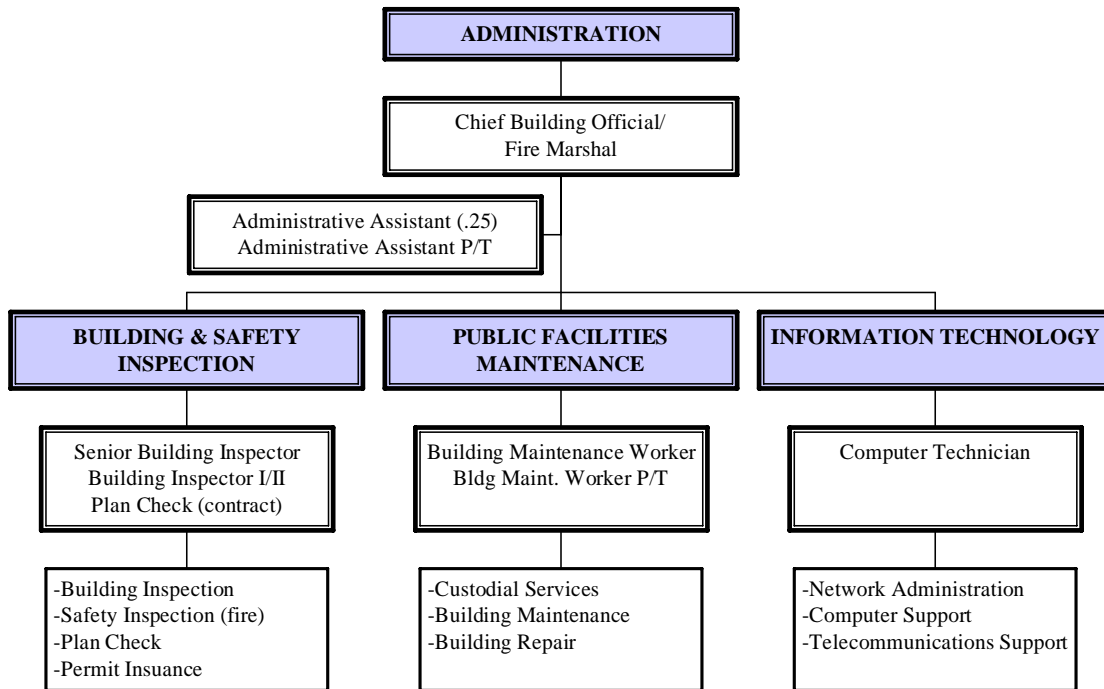 ADMINISTRATION
Chief Building Official/
Fire Marshal
Administrative Assistant (.25)
Administrative Assistant P/T
BUILDING & SAFETY
INSPECTION
PUBLIC FACILITIES
MAINTENANCE
INFORMATION TECHNOLOGY
Senior Building Inspector
Building Inspector I/II
Plan Check (contract)
Building Maintenance Worker
Bldg Maint. Worker P/T
Computer Technician
-Building Inspection
-Safety Inspection (fire)
-Plan Check
-Permit Insuance
-Custodial Services
-Building Maintenance
-Building Repair
-Network Administration
-Computer Support
-Telecommunications Support